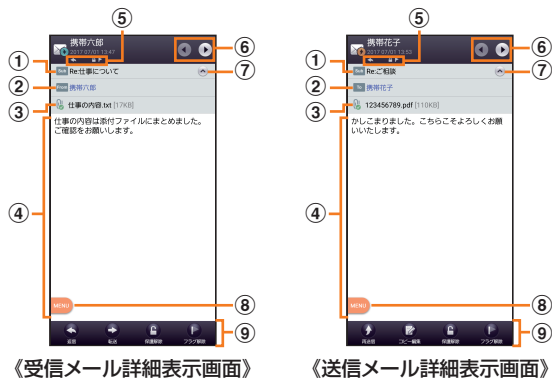 ⑤
携帯六郎
2017/07/01 13:47
⑥
① Sub Re:仕事について ⑦
② From 携帯六郎
③ 仕事の内容.txt [17KB]
仕事の内容は添付ファイルにまとめました。
ご確認をお願いします。
④
MENU ⑧
返信 転送 保護解除 フラグ解除 ⑨
《受信メール詳細表示画面》
⑤
携帯花子
2017/07/01 13:53
⑥
① Sub Re:ご相談 ⑦
② To 携帯花子
③ 123456789.pdf [110KB]
かしこまりました。こちらこそよろしくお願
いいたします。
④
MENU ⑧
再送信 コピー編集 保護解除 フラグ解除 ⑨
《送信メール詳細表示画面》